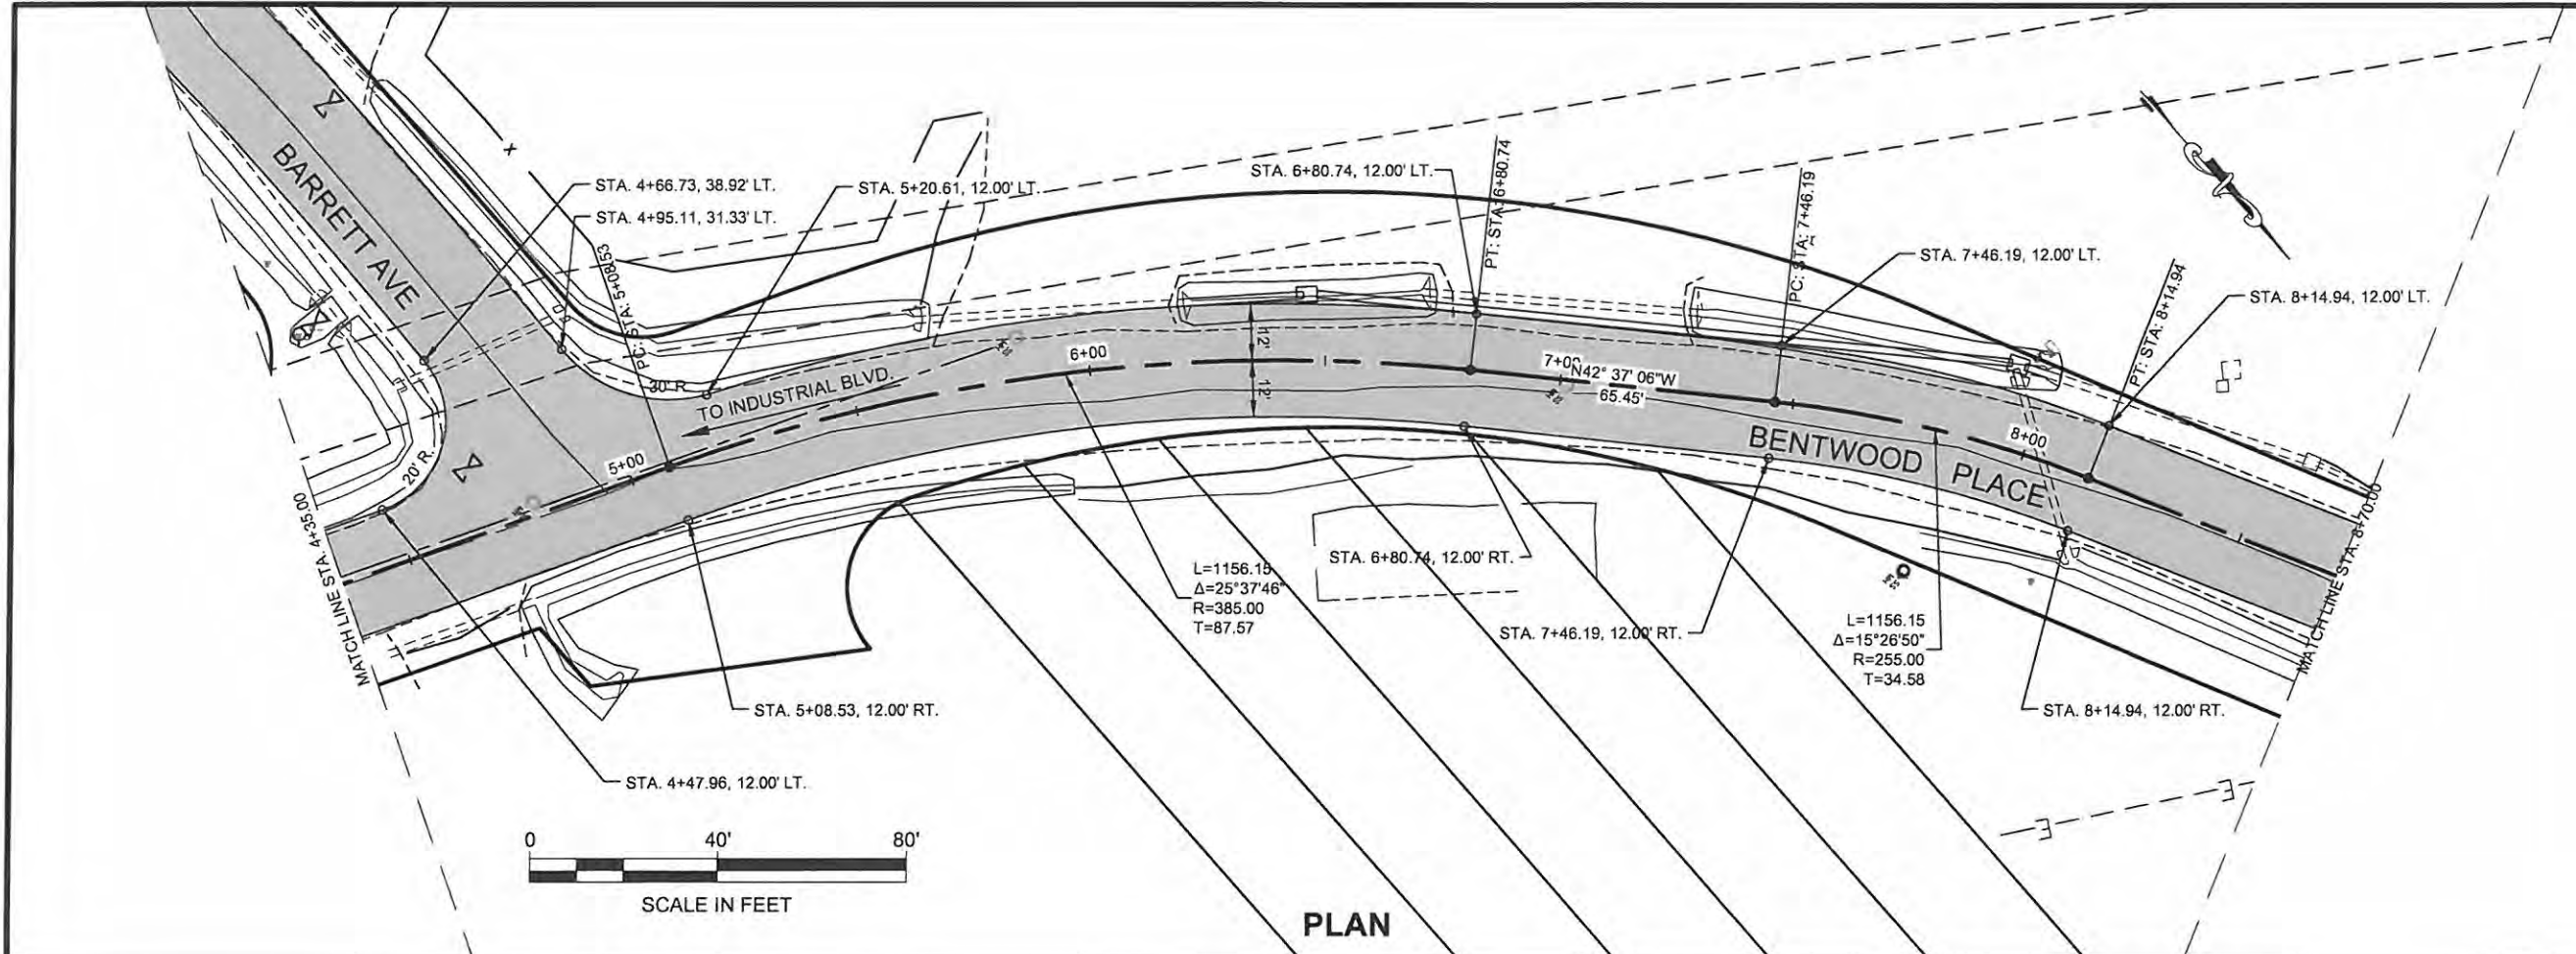 BARRETT AVE
STA. 4+66.73, 38.92' LT.
STA. 4+95.11, 31.33' LT.
PC: STA: 5+08.53
STA. 5+20.61, 12.00' LT.
STA. 6+80.74, 12.00' LT.
PT: STA: 6+80.74
PC: STA: 7+46.19
STA. 7+46.19, 12.00' LT.
PT: STA: 8+14.94
STA. 8+14.94, 12.00' LT.
X
30' R.
20' R.
TO INDUSTRIAL BLVD.
5+00
6+00
12'
12'
7+00
N42° 37' 06"W
65.45'
8+00
BENTWOOD PLACE
MATCH LINE STA. 4+35.00
MATCH LINE STA. 8+70.00
L=1156.15
Δ=25°37'46"
R=385.00
T=87.57
STA. 6+80.74, 12.00' RT.
STA. 7+46.19, 12.00' RT.
L=1156.15
Δ=15°26'50"
R=255.00
T=34.58
STA. 5+08.53, 12.00' RT.
STA. 8+14.94, 12.00' RT.
STA. 4+47.96, 12.00' LT.
E
E
0 40' 80'
SCALE IN FEET
PLAN